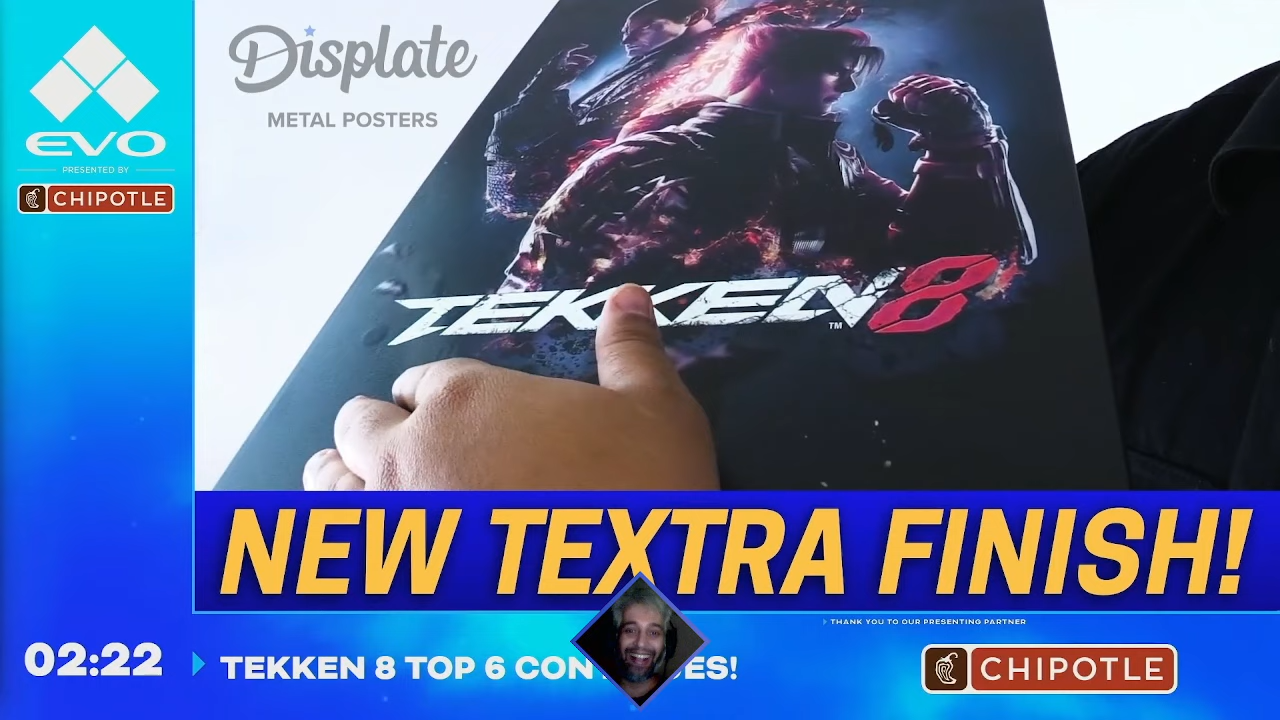 EVO
PRESENTED BY
CHIPOTLE
Displate
METAL POSTERS
TEKKEN 8
TM
NEW TEXTRA FINISH!
THANK YOU TO OUR PRESENTING PARTNER
02:22
TEKKEN 8 TOP 6 CON ES!
CHIPOTLE